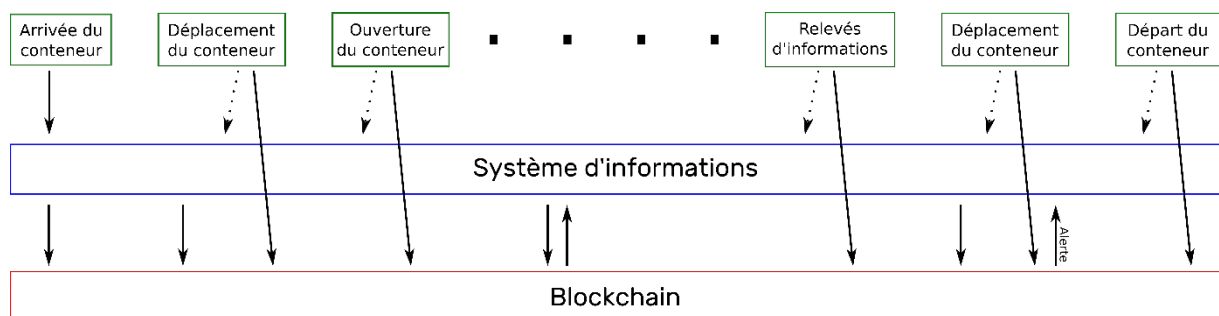 Arrivée du
conteneur
Déplacement
du conteneur
Ouverture
du conteneur
Relevés
d'informations
Déplacement
du conteneur
Départ du
conteneur
Système d'informations
Alerte
Blockchain